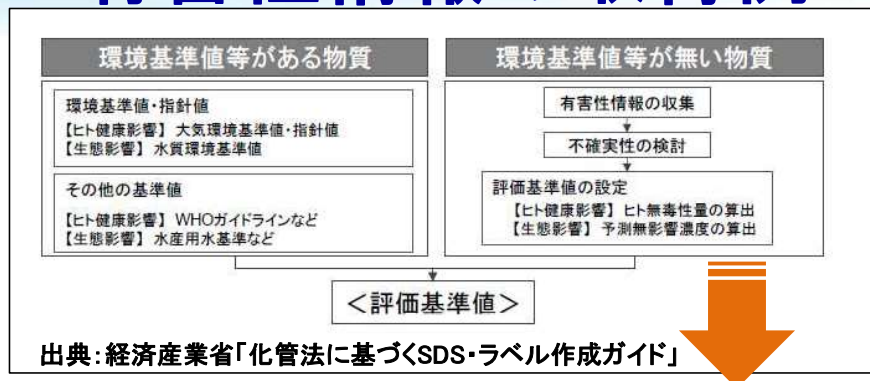 環境基準値等がある物質
環境基準値・指針値
【ヒト健康影響】 大気環境基準値・指針値
【生態影響】 水質環境基準値
その他の基準値
【ヒト健康影響】 WHOガイドラインなど
【生態影響】 水産用水基準など
環境基準値等が無い物質
有害性情報の収集
不確実性の検討
評価基準値の設定
【ヒト健康影響】 ヒト無毒性量の算出
【生態影響】 予測無影響濃度の算出
＜評価基準値＞
出典：経済産業省「化管法に基づくSDS・ラベル作成ガイド」